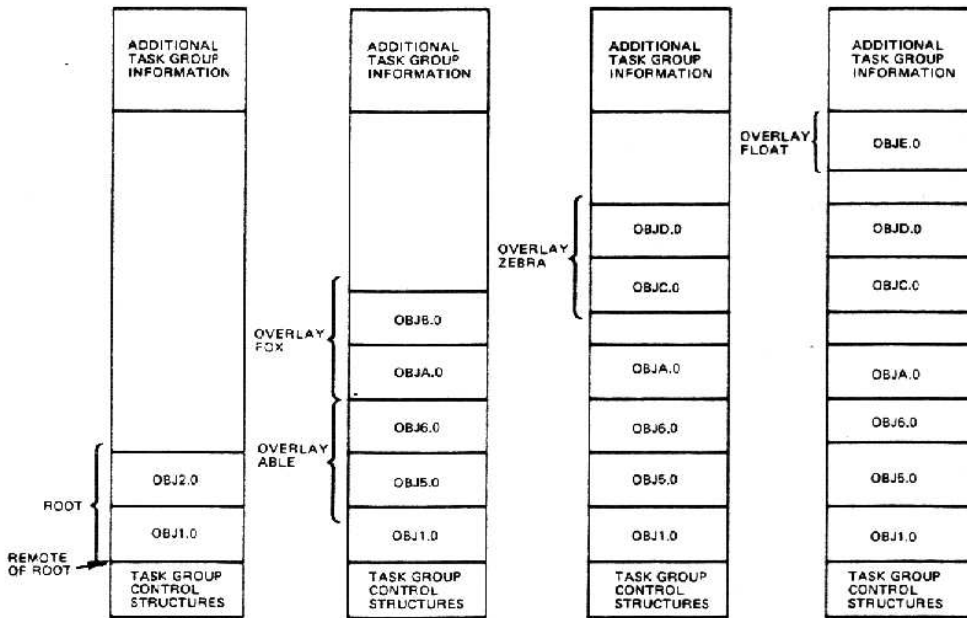 ADDITIONAL
TASK GROUP
INFORMATION
ROOT
OBJ2.0
OBJ1.0
REMOTE
OF ROOT
TASK GROUP
CONTROL
STRUCTURES
ADDITIONAL
TASK GROUP
INFORMATION
OVERLAY
FOX
OBJB.0
OBJA.0
OVERLAY
ABLE
OBJ6.0
OBJ5.0
OBJ1.0
TASK GROUP
CONTROL
STRUCTURES
ADDITIONAL
TASK GROUP
INFORMATION
OVERLAY
ZEBRA
OBJD.0
OBJC.0
OBJA.0
OBJ6.0
OBJ5.0
OBJ1.0
TASK GROUP
CONTROL
STRUCTURES
ADDITIONAL
TASK GROUP
INFORMATION
OVERLAY
FLOAT
OBJE.0
OBJD.0
OBJC.0
OBJA.0
OBJ6.0
OBJ5.0
OBJ1.0
TASK GROUP
CONTROL
STRUCTURES